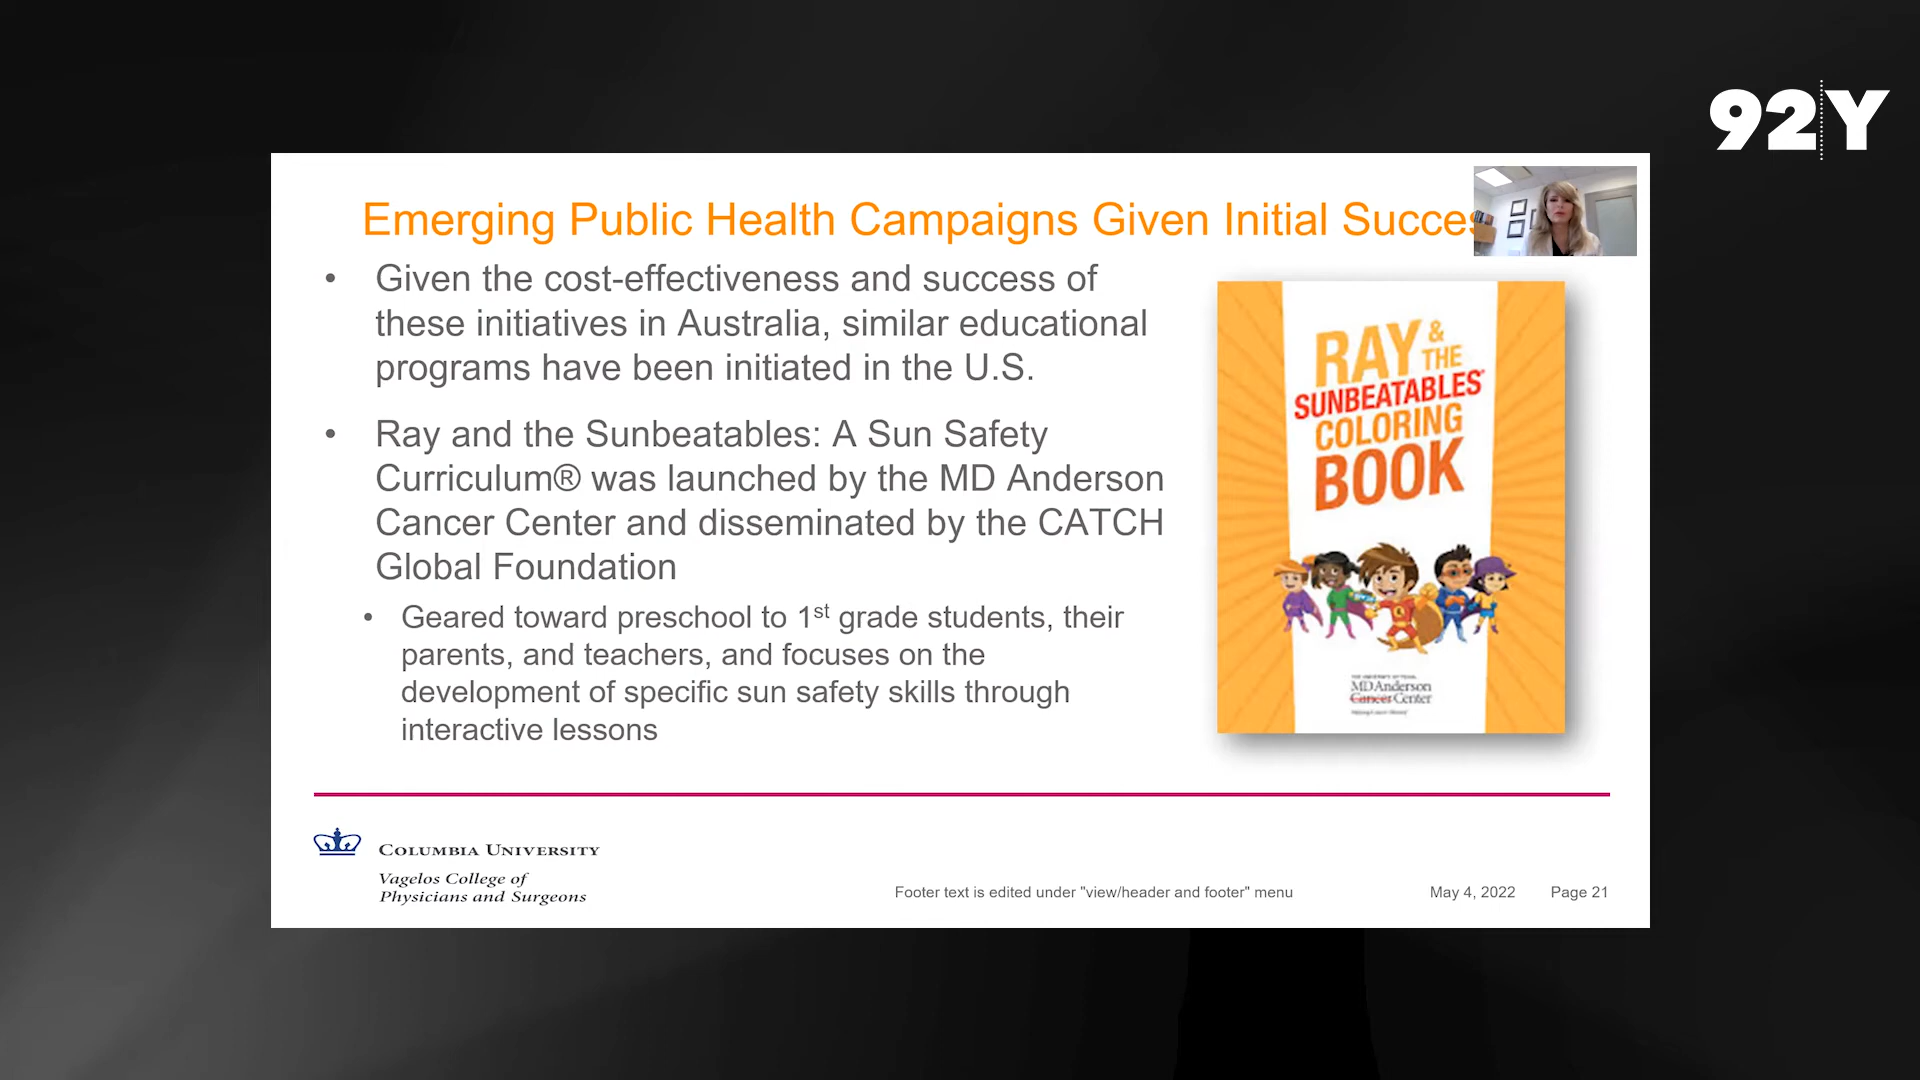 92Y
Emerging Public Health Campaigns Given Initial
• Given the cost-effectiveness and success of
these initiatives in Australia, similar educational
programs have been initiated in the U.S.
• Ray and the Sunbeatables: A Sun Safety
Curriculum® was launched by the MD Anderson
Cancer Center and disseminated by the CATCH
Global Foundation
• Geared toward preschool to 1st grade students, their
parents, and teachers, and focuses on the
development of specific sun safety skills through
interactive lessons
RAY &
THE
SUNBEATABLES®
COLORING
BOOK
MD Anderson
Cancer Center
COLUMBIA UNIVERSITY
Vagelos College of
Physicians and Surgeons
Footer text is edited under "view/header and footer" menu
May 4, 2022 Page 21